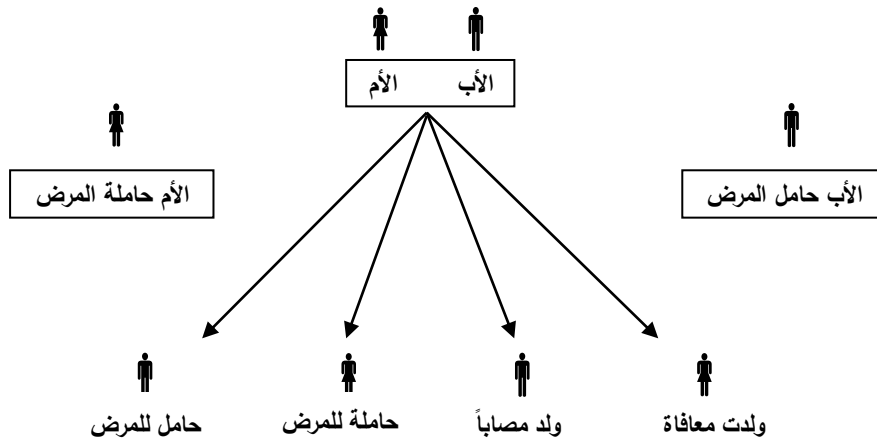 الأب الأم
الأب حامل المرض
الأم حاملة المرض
ولدت معافاة
ولد مصاباً
حاملة للمرض
حامل للمرض